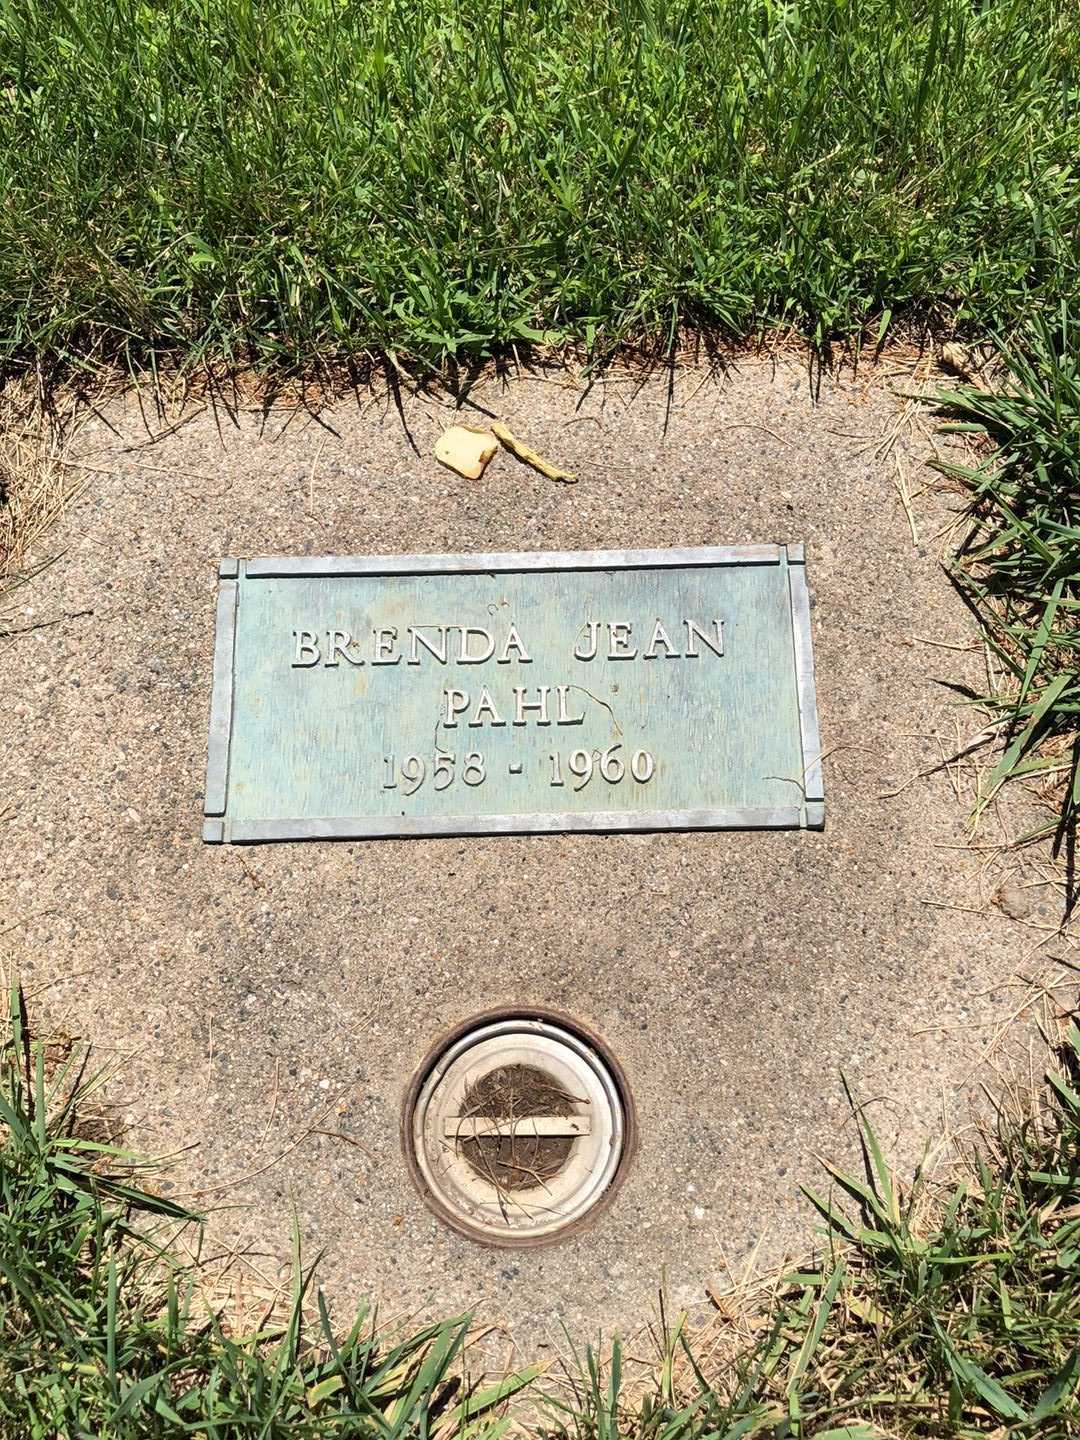 BRENDA JEAN
PAHL
1958 - 1960